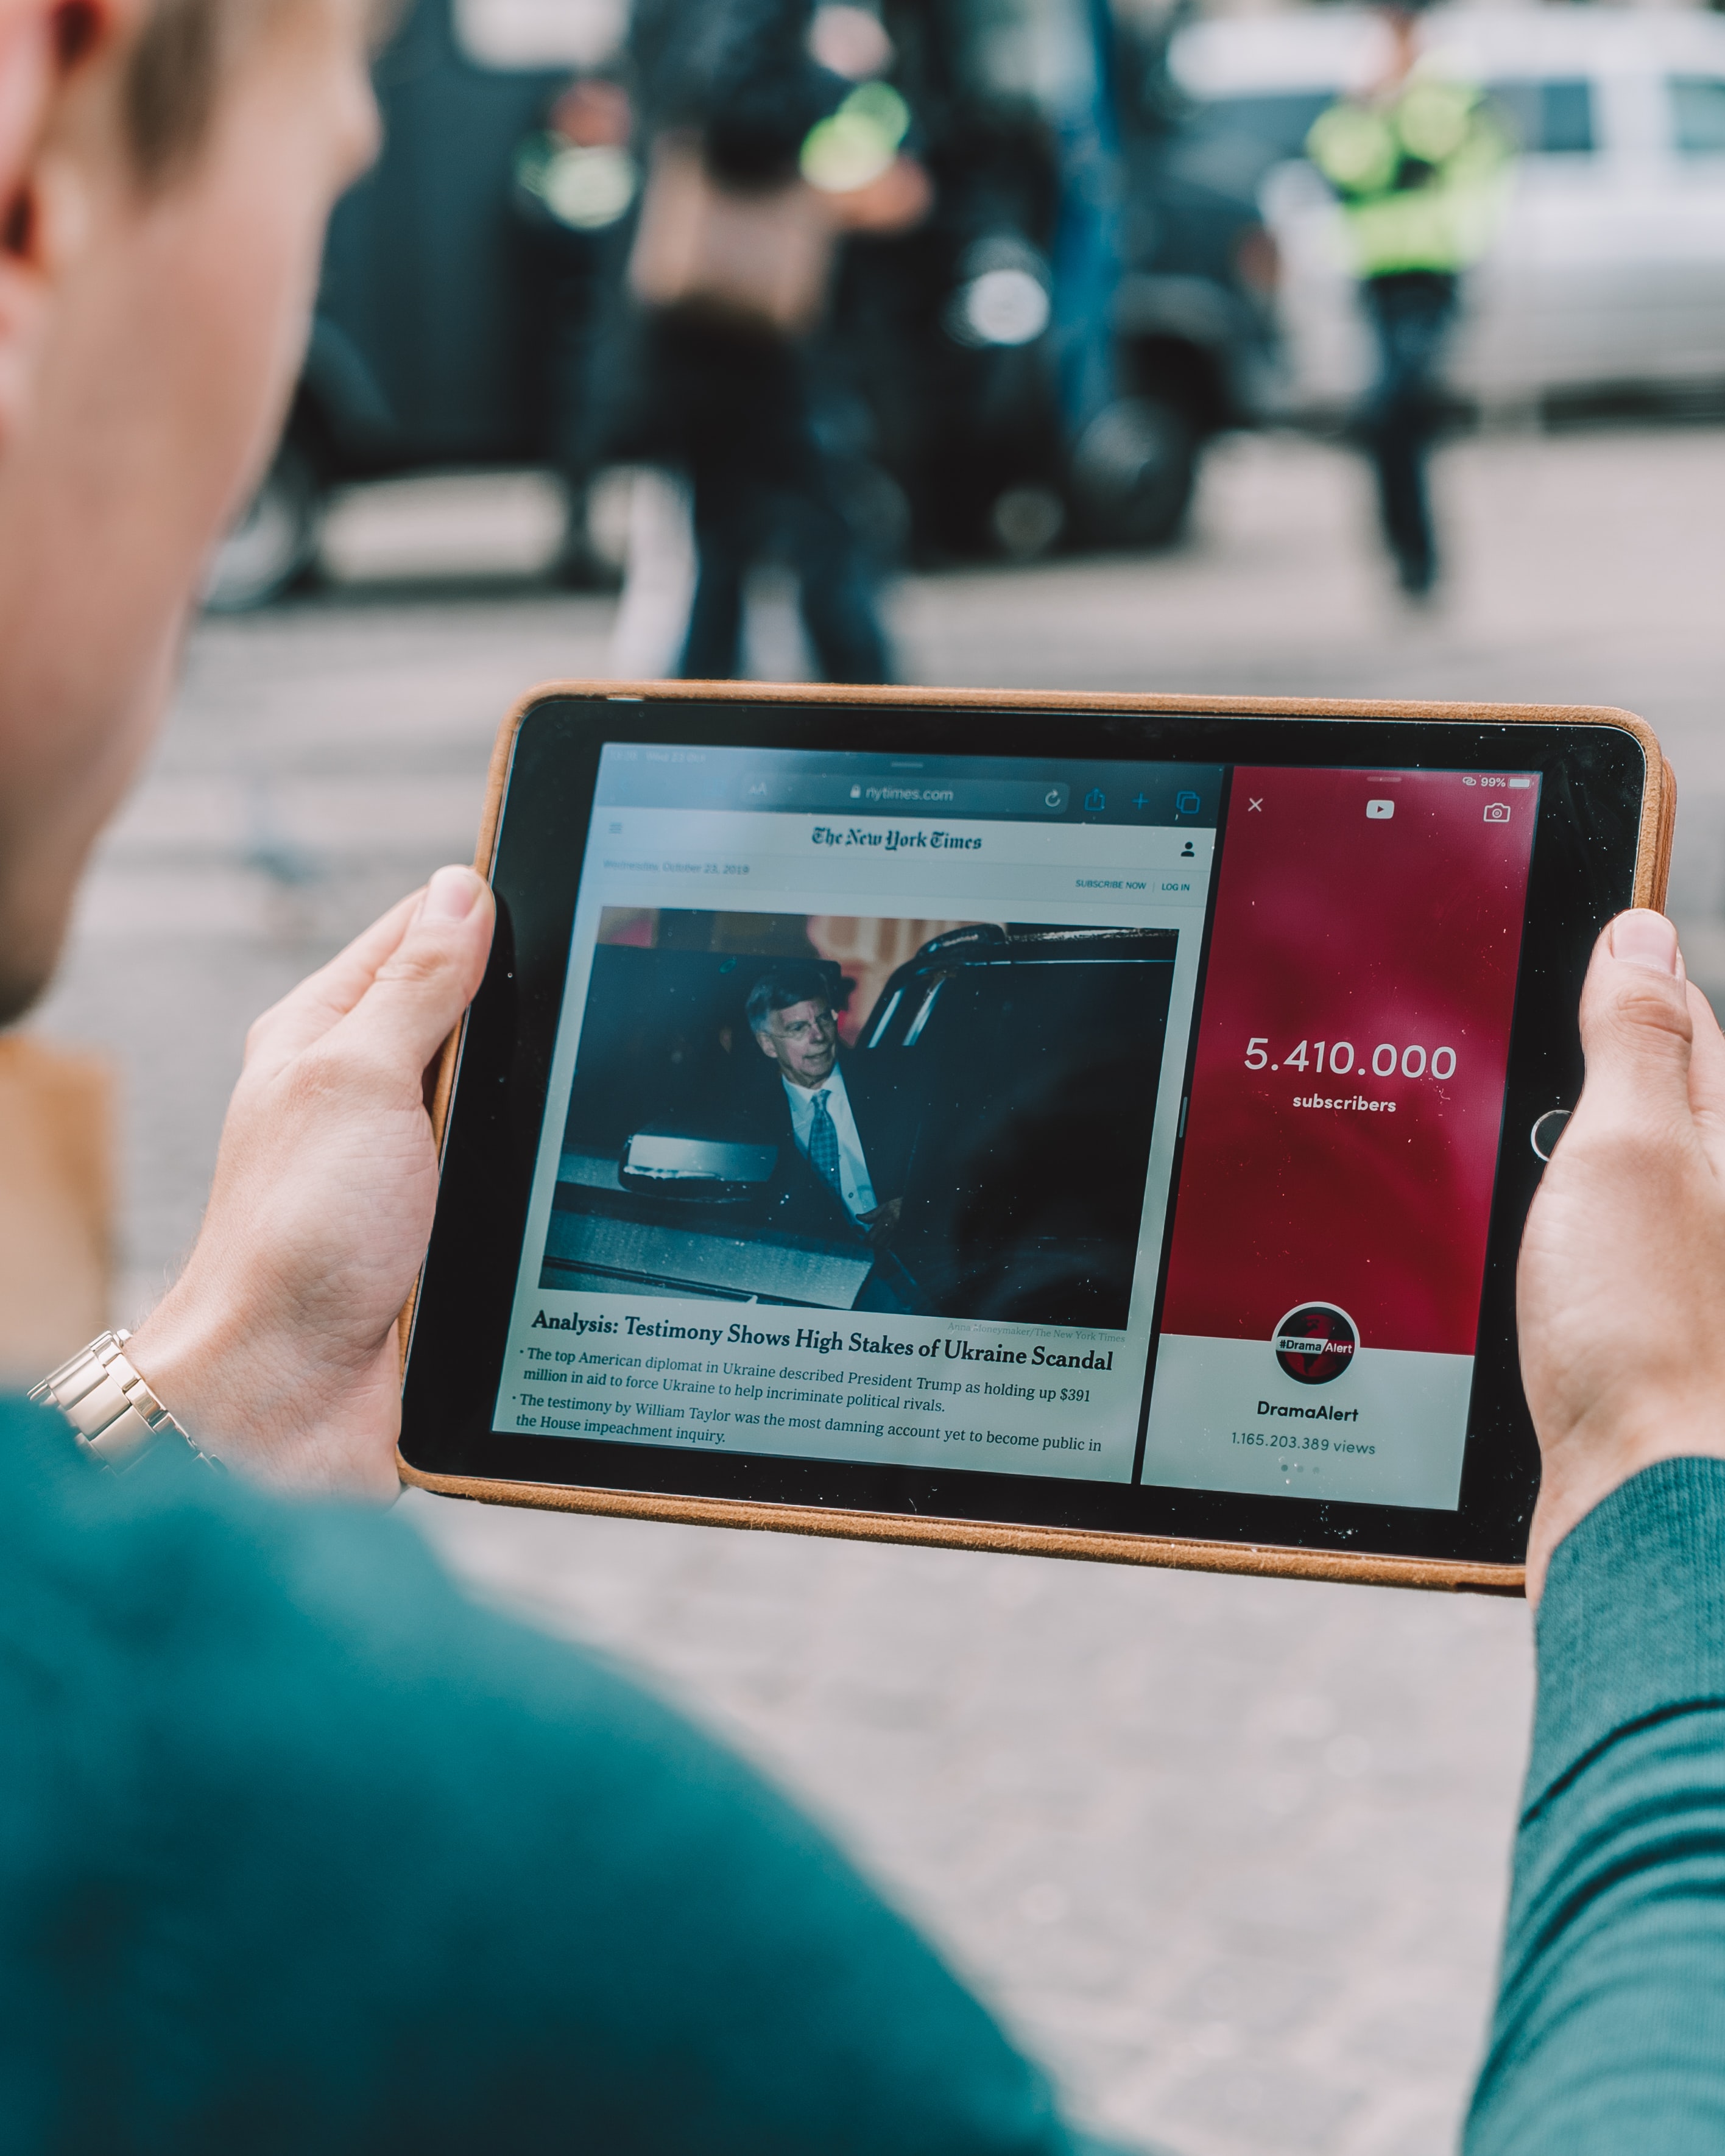 nytimes.com
The New York Times
Wednesday, October 23, 2019
SUBSCRIBE NOW | LOG IN
Anna Moneymaker/The New York Times
Analysis: Testimony Shows High Stakes of Ukraine Scandal
· The top American diplomat in Ukraine described President Trump as holding up $391
million in aid to force Ukraine to help incriminate political rivals.
· The testimony by William Taylor was the most damning account yet to become public in
the House impeachment inquiry.
99%
5.410.000
subscribers
#Drama Alert
DramaAlert
1.165.203.389 views